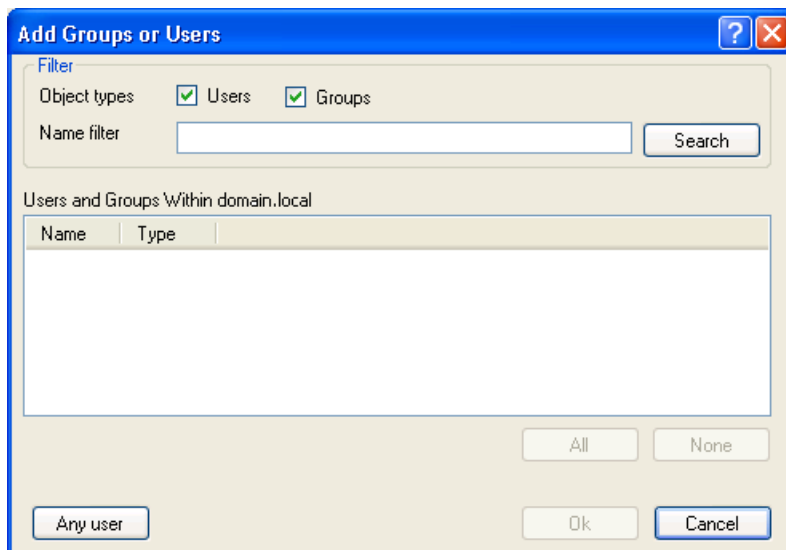 Add Groups or Users
Filter
Object types Users Groups
Name filter Search
Users and Groups Within domain.local
Name Type
All None
Any user Ok Cancel